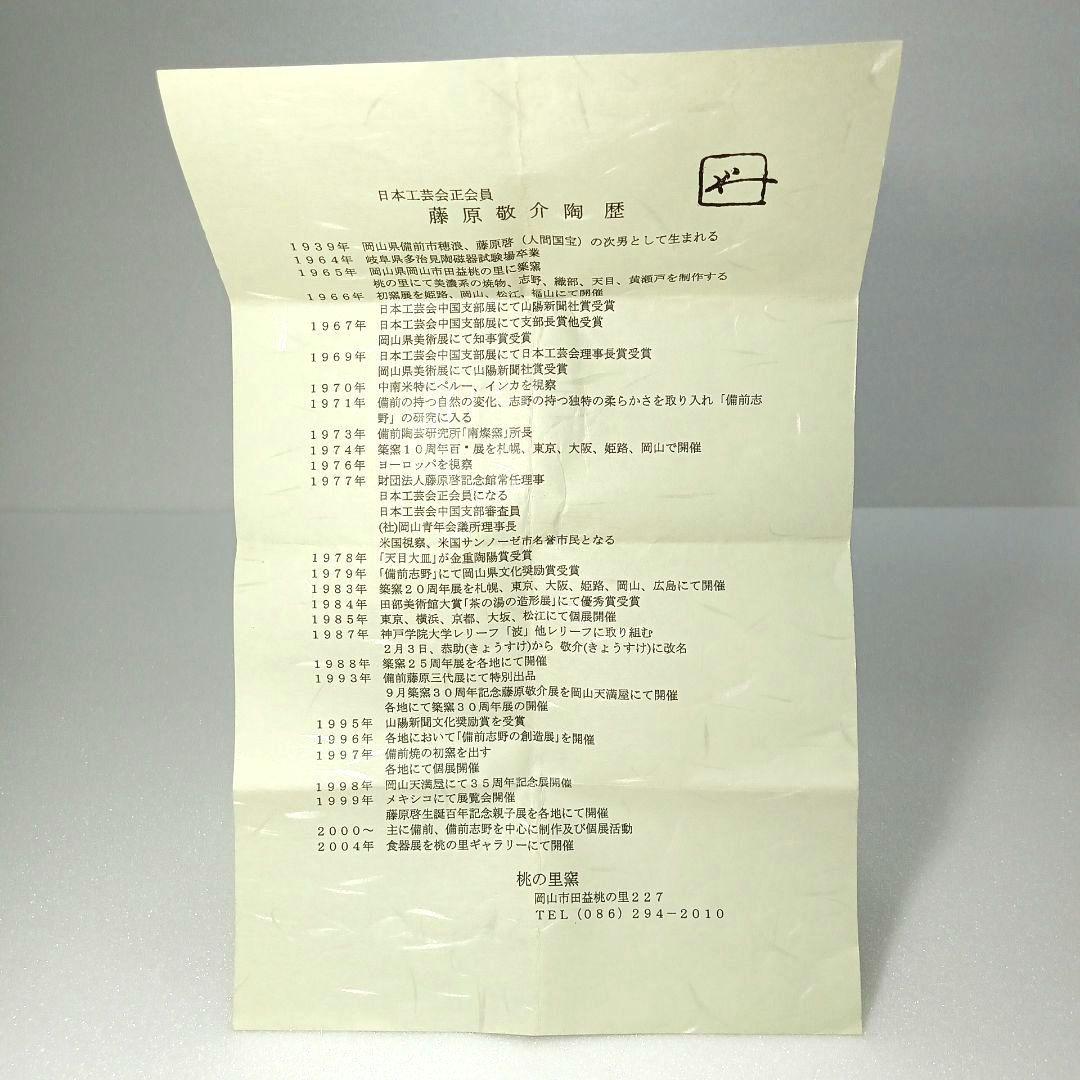 日本工芸会正会員
藤原敬介陶歴
1939年 岡山県備前市穂浪、藤原啓（人間国宝）の次男として生まれる
1964年 岐阜県多治見陶磁器試験場卒業
1965年 岡山県岡山市田益桃の里に築窯
桃の里にて美濃系の焼物、志野、織部、天目、黄瀬戸を制作する
1966年 初窯展を姫路、岡山、松江、福山にて開催
日本工芸会中国支部展にて山陽新聞社賞受賞
1967年 日本工芸会中国支部展にて支部長賞他受賞
岡山県美術展にて知事賞受賞
1969年 日本工芸会中国支部展にて日本工芸会理事長賞受賞
岡山県美術展にて山陽新聞社賞受賞
1970年 中南米特にペルー、インカを視察
1971年 備前の持つ自然の変化、志野の持つ独特の柔らかさを取り入れ「備前志
野」の研究に入る
1973年 備前陶芸研究所「南燦窯」所長
1974年 築窯10周年百・展を札幌、東京、大阪、姫路、岡山で開催
1976年 ヨーロッパを視察
1977年 財団法人藤原啓記念館常任理事
日本工芸会正会員になる
日本工芸会中国支部審査員
(社)岡山青年会議所理事長
米国視察、米国サンノーゼ市名誉市民となる
1978年 「天目大皿」が金重陶陽賞受賞
1979年 「備前志野」にて岡山県文化奨励賞受賞
1983年 築窯20周年展を札幌、東京、大阪、姫路、岡山、広島にて開催
1984年 田部美術館大賞「茶の湯の造形展」にて優秀賞受賞
1985年 東京、横浜、京都、大坂、松江にて個展開催
1987年 神戸学院大学レリーフ「波」他レリーフに取り組む
2月3日、恭助(きょうすけ)から 敬介(きょうすけ)に改名
1988年 築窯25周年展を各地にて開催
1993年 備前藤原三代展にて特別出品
9月築窯30周年記念藤原敬介展を岡山天満屋にて開催
各地にて築窯30周年展の開催
1995年 山陽新聞文化奨励賞を受賞
1996年 各地において「備前志野の創造展」を開催
1997年 備前焼の初窯を出す
各地にて個展開催
1998年 岡山天満屋にて35周年記念展開催
1999年 メキシコにて展覧会開催
藤原啓生誕百年記念親子展を各地にて開催
2000～ 主に備前、備前志野を中心に制作及び個展活動
2004年 食器展を桃の里ギャラリーにて開催
桃の里窯
岡山市田益桃の里227
TEL（086）294－2010